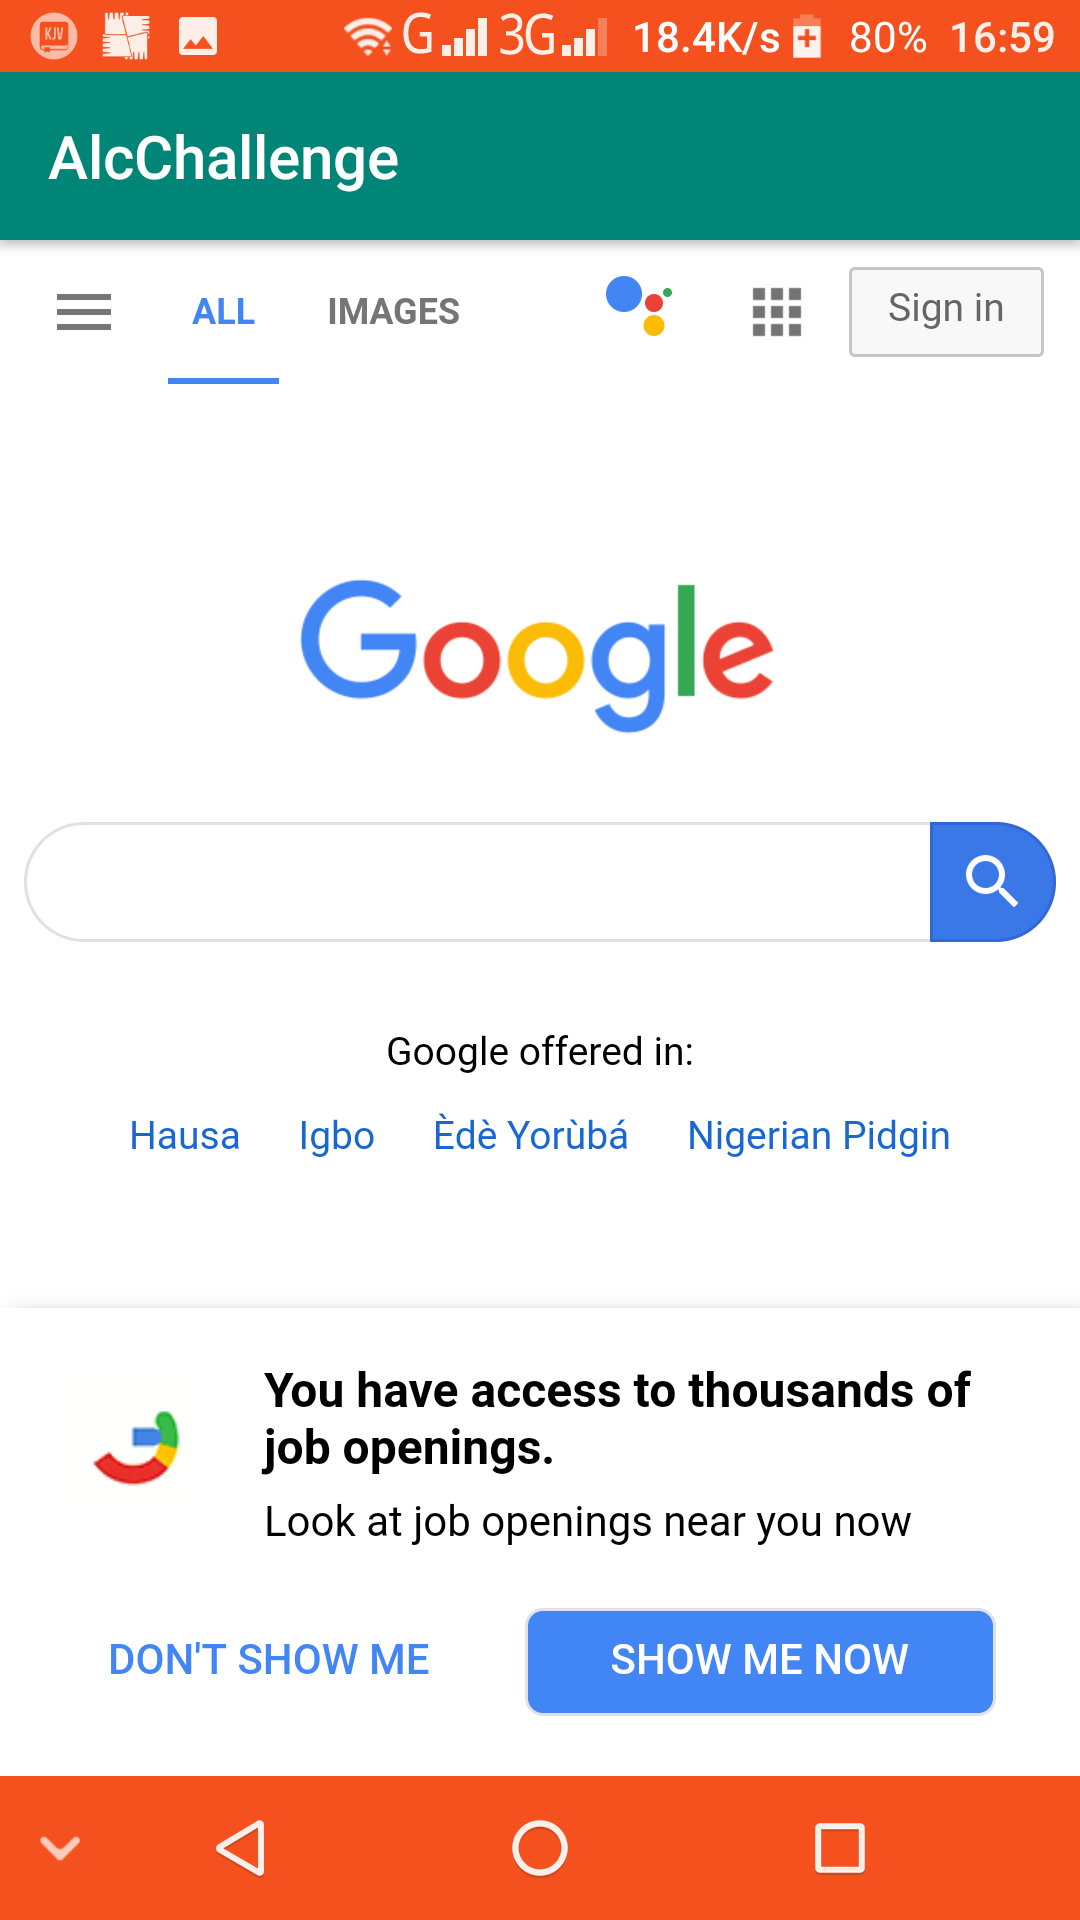 KJV G 3G 18.4K/s 80% 16:59
AlcChallenge
ALL IMAGES Sign in
Google
Google offered in:
Hausa Igbo Èdè Yorùbá Nigerian Pidgin
You have access to thousands of
job openings.
Look at job openings near you now
DON'T SHOW ME SHOW ME NOW